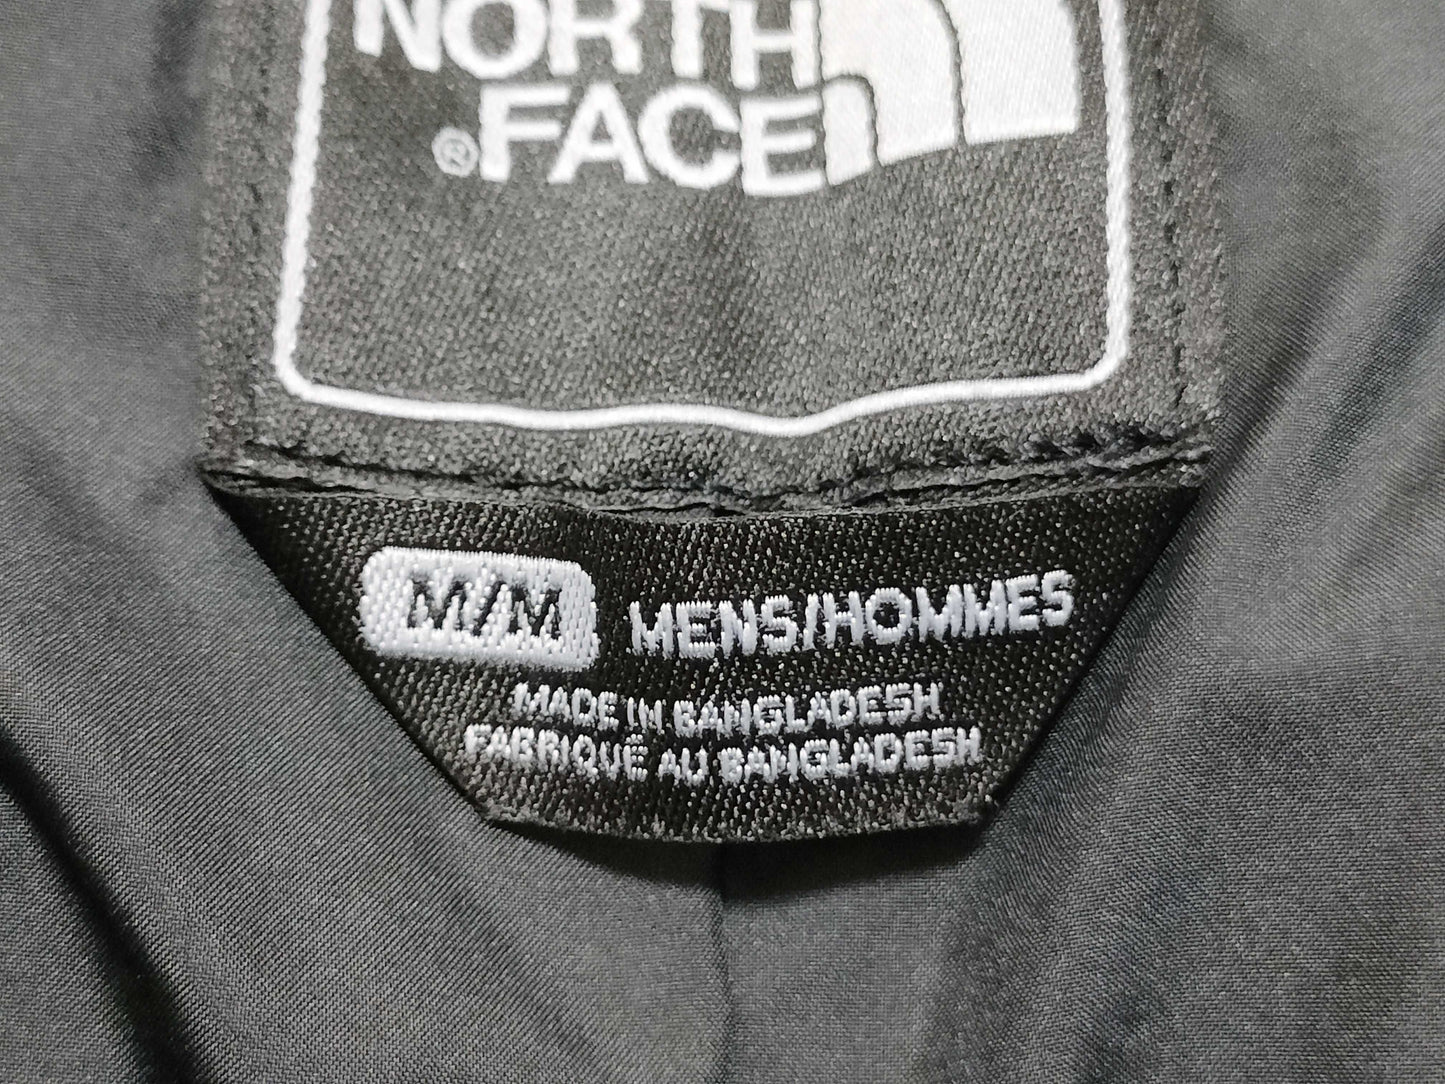 NORTH
® FACE
M/M MENS/HOMMES
MADE IN BANGLADESH
FABRIQUÉ AU BANGLADESH